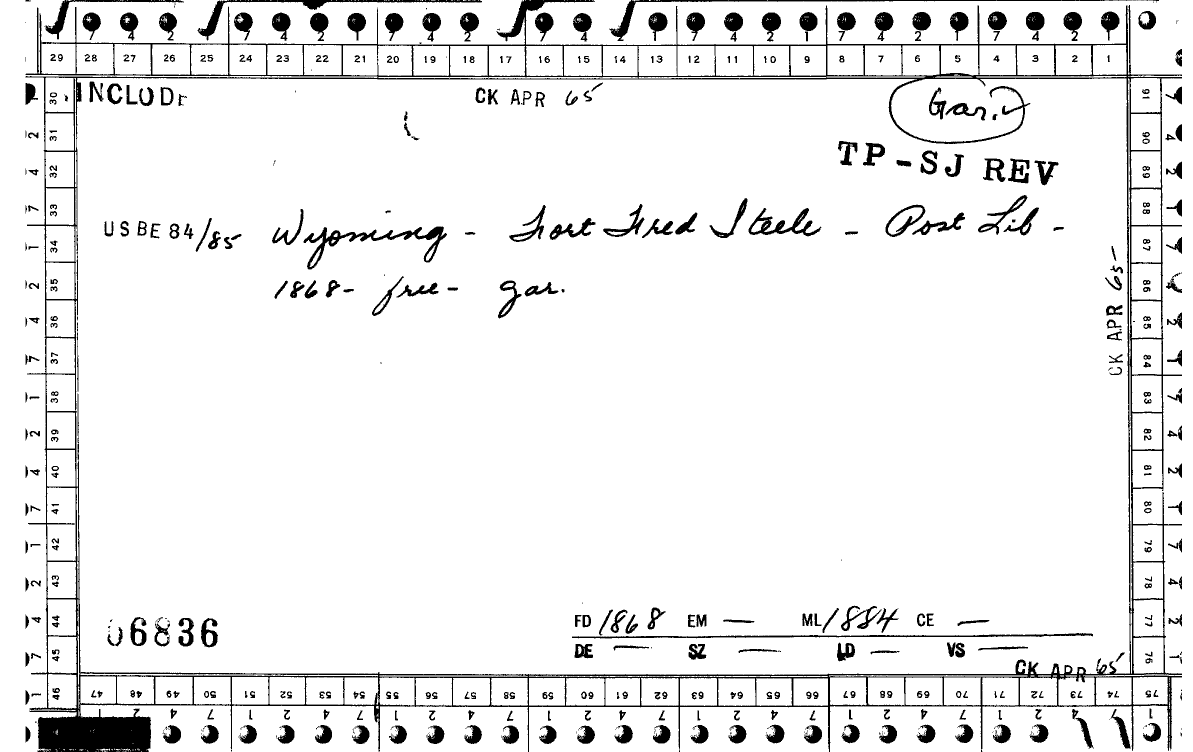 7 4 2 1 7 4 2 1 7 4 2 1 7 4 2 1 7 4 2 1 7 4 2 1
29 28 27 26 25 24 23 22 21 20 19 18 17 16 15 14 13 12 11 10 9 8 7 6 5 4 3 2 1
CK APR 65
Gar.
TP-SJ REV
USBE 84/85 Wyoming - Fort Fred Steele - Post Lib -
1868- free- gar.
CK APR 65
30 31 32 33 34 35 36 37 38 39 40 41 42 43 44 45 46
91 90 89 88 87 86 85 84 83 82 81 80 79 78 77 76
06836
FD 1868 EM — ML 1884 CE —
DE — SZ — LD — VS —
CK APR 65
47 48 49 50 51 52 53 54 55 56 57 58 59 60 61 62 63 64 65 66 67 68 69 70 71 72 73 74 75